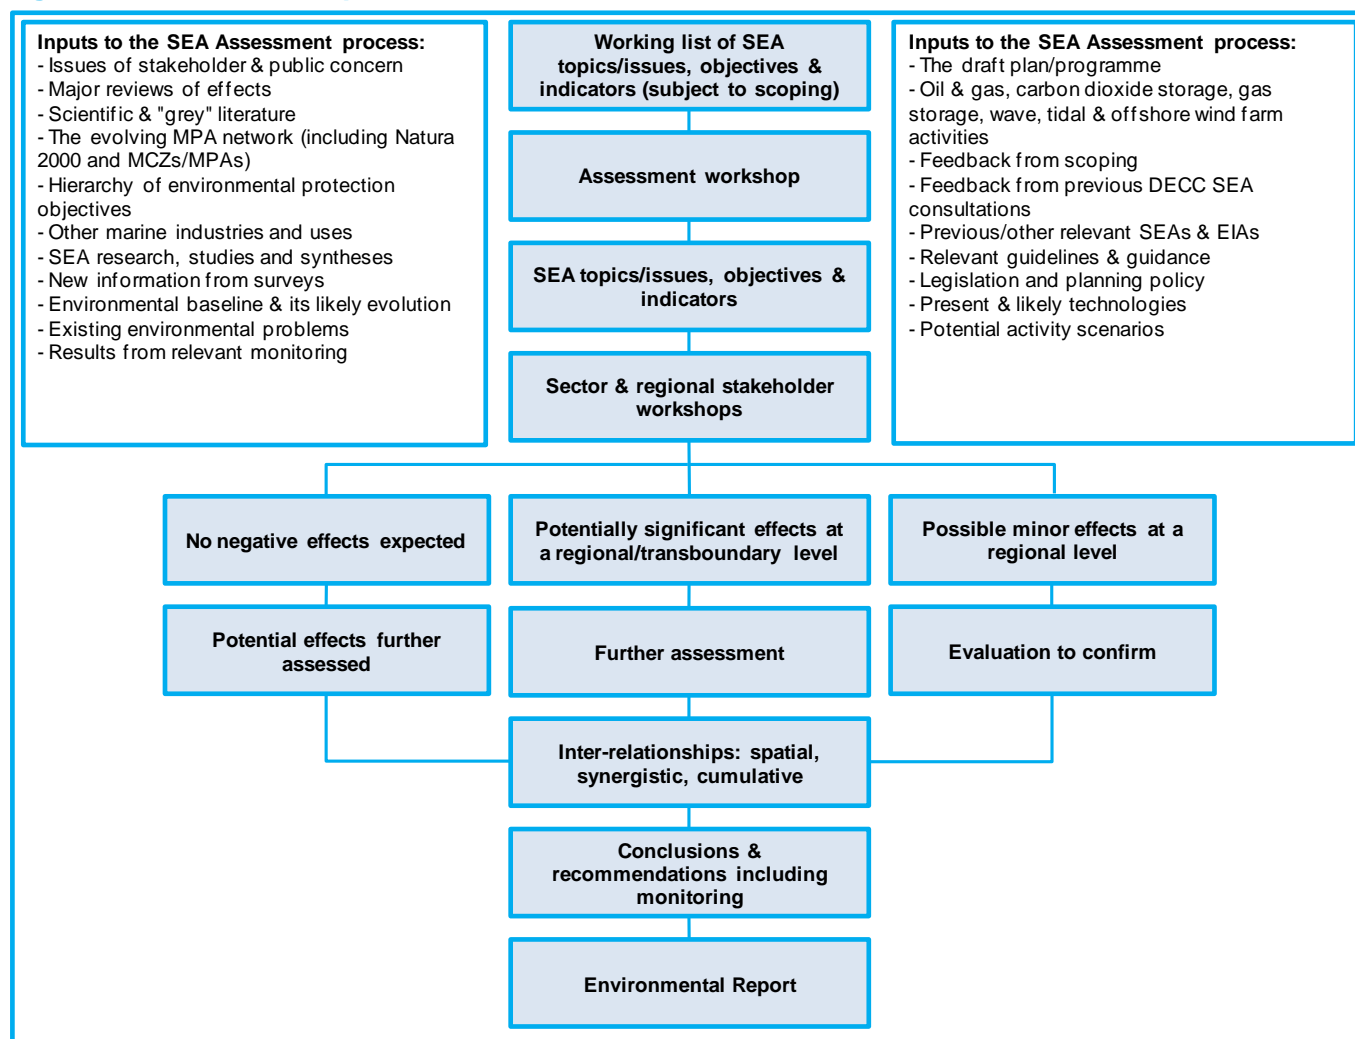 Inputs to the SEA Assessment process:
- Issues of stakeholder & public concern
- Major reviews of effects
- Scientific & "grey" literature
- The evolving MPA network (including Natura
2000 and MCZs/MPAs)
- Hierarchy of environmental protection
objectives
- Other marine industries and uses
- SEA research, studies and syntheses
- New information from surveys
- Environmental baseline & its likely evolution
- Existing environmental problems
- Results from relevant monitoring
Working list of SEA
topics/issues, objectives &
indicators (subject to scoping)
Assessment workshop
SEA topics/issues, objectives &
indicators
Sector & regional stakeholder
workshops
Inputs to the SEA Assessment process:
- The draft plan/programme
- Oil & gas, carbon dioxide storage, gas
storage, wave, tidal & offshore wind farm
activities
- Feedback from scoping
- Feedback from previous DECC SEA
consultations
- Previous/other relevant SEAs & EIAs
- Relevant guidelines & guidance
- Legislation and planning policy
- Present & likely technologies
- Potential activity scenarios
No negative effects expected
Potentially significant effects at
a regional/transboundary level
Possible minor effects at a
regional level
Potential effects further
assessed
Further assessment
Evaluation to confirm
Inter-relationships: spatial,
synergistic, cumulative
Conclusions &
recommendations including
monitoring
Environmental Report